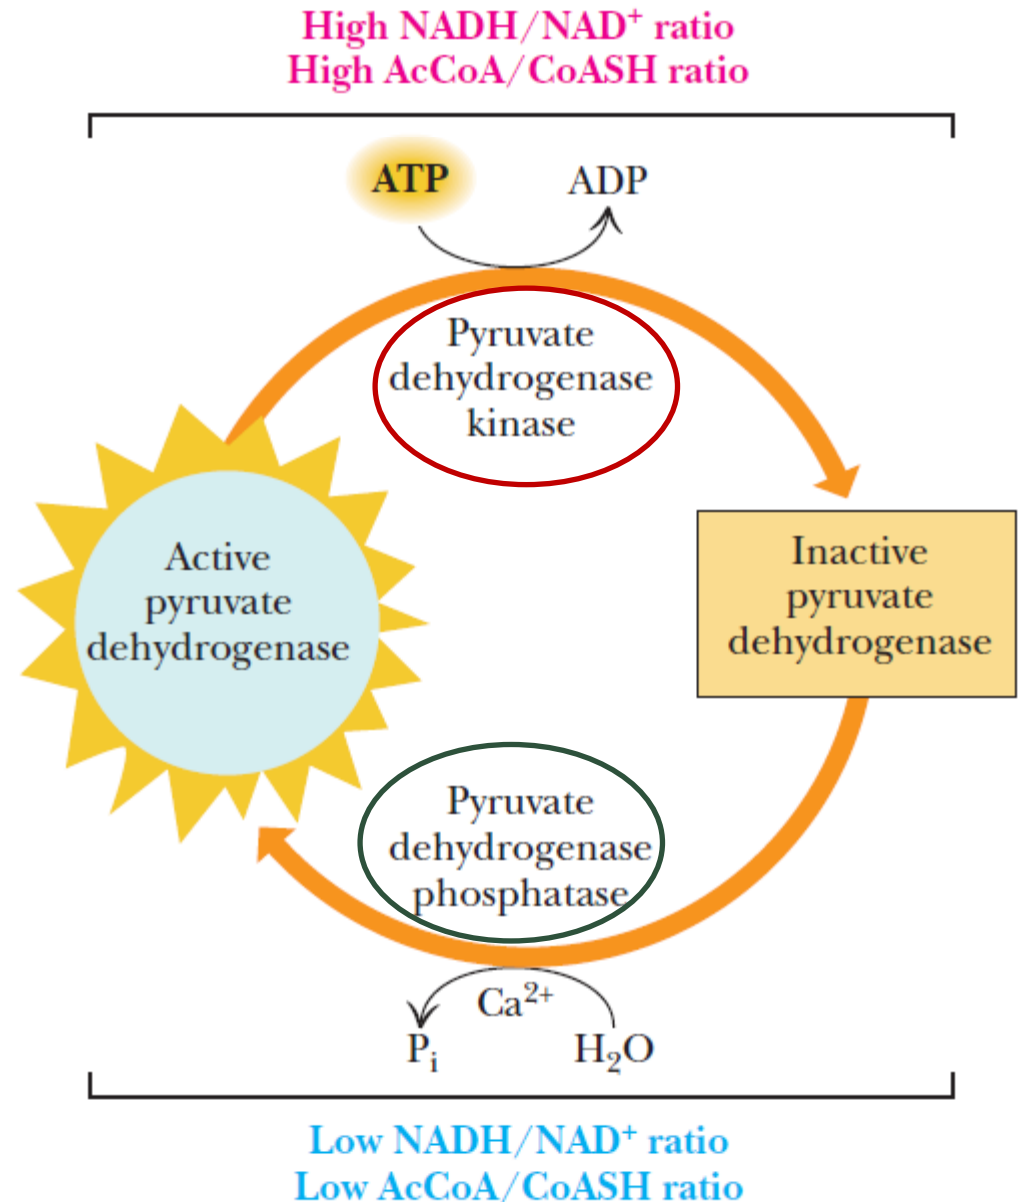 High NADH/NAD⁺ ratio
High AcCoA/CoASH ratio
ATP
ADP
Pyruvate
dehydrogenase
kinase
Active
pyruvate
dehydrogenase
Inactive
pyruvate
dehydrogenase
Pyruvate
dehydrogenase
phosphatase
Ca²⁺
Pᵢ
H₂O
Low NADH/NAD⁺ ratio
Low AcCoA/CoASH ratio